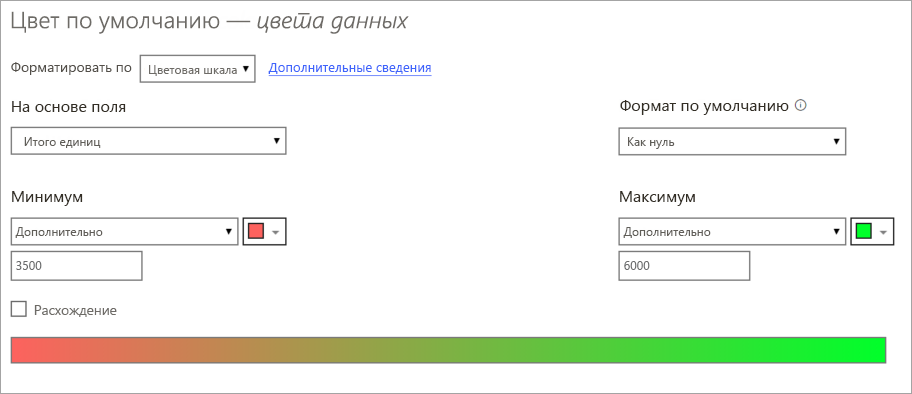 Цвет по умолчанию — цвета данных
Форматировать по Цветовая шкала Дополнительные сведения
На основе поля Формат по умолчанию
Итого единиц Как нуль
Минимум Максимум
Дополнительно Дополнительно
3500 6000
Расхождение